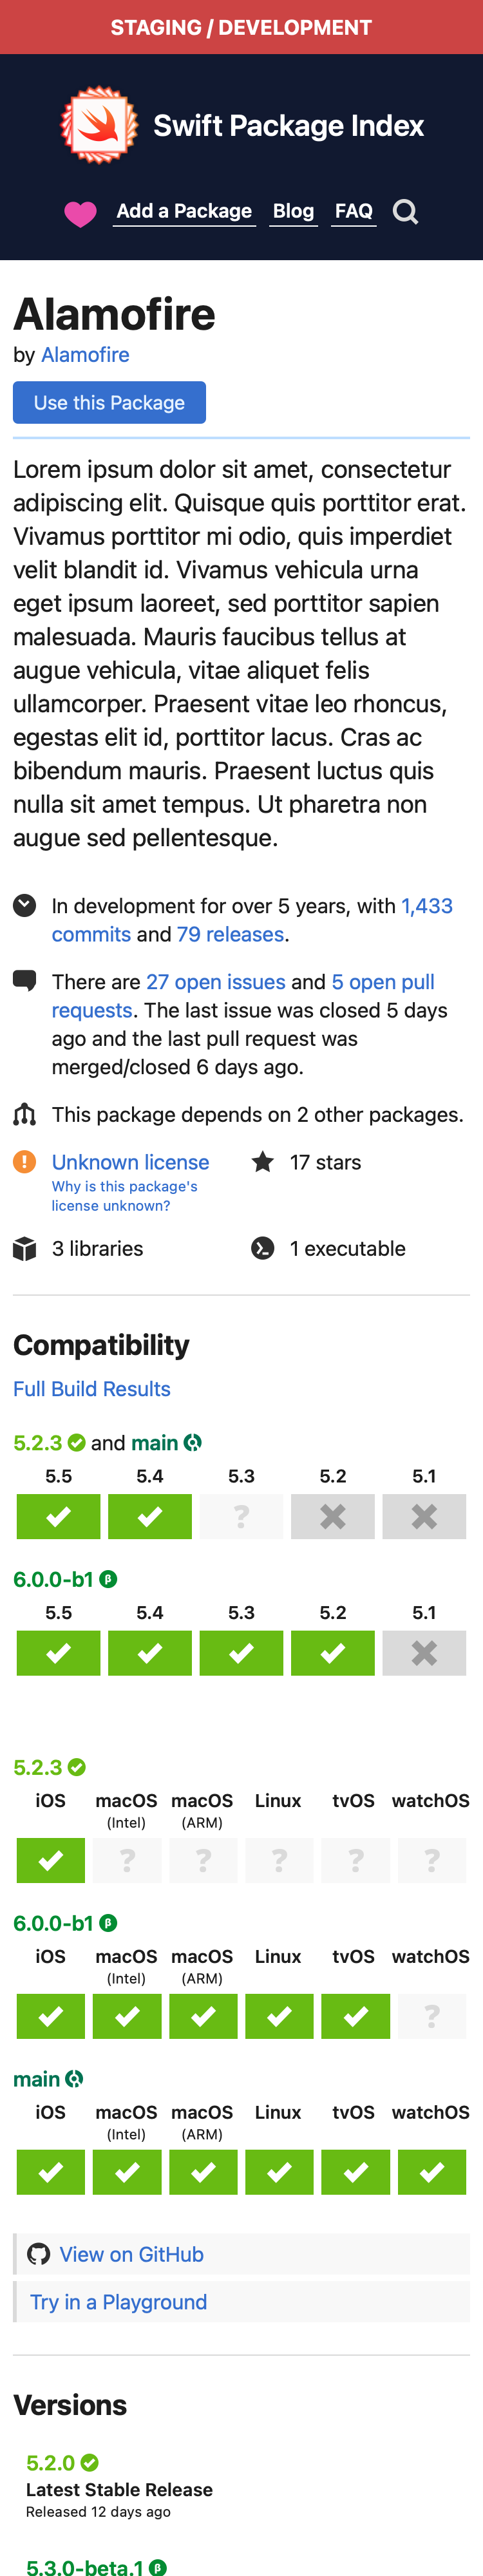 STAGING / DEVELOPMENT
Swift Package Index
Add a Package Blog FAQ
Alamofire
by Alamofire
Use this Package
Lorem ipsum dolor sit amet, consectetur
adipiscing elit. Quisque quis porttitor erat.
Vivamus porttitor mi odio, quis imperdiet
velit blandit id. Vivamus vehicula urna
eget ipsum laoreet, sed porttitor sapien
malesuada. Mauris faucibus tellus at
augue vehicula, vitae aliquet felis
ullamcorper. Praesent vitae leo rhoncus,
egestas elit id, porttitor lacus. Cras ac
bibendum mauris. Praesent luctus quis
nulla sit amet tempus. Ut pharetra non
augue sed pellentesque.
In development for over 5 years, with 1,433
commits and 79 releases.
There are 27 open issues and 5 open pull
requests. The last issue was closed 5 days
ago and the last pull request was
merged/closed 6 days ago.
This package depends on 2 other packages.
Unknown license 17 stars
Why is this package's
license unknown?
3 libraries 1 executable
Compatibility
Full Build Results
5.2.3 and main
5.5 5.4 5.3 5.2 5.1
?
6.0.0-b1 β
5.5 5.4 5.3 5.2 5.1
5.2.3
iOS macOS macOS Linux tvOS watchOS
(Intel) (ARM)
? ? ? ? ?
6.0.0-b1 β
iOS macOS macOS Linux tvOS watchOS
(Intel) (ARM)
?
main
iOS macOS macOS Linux tvOS watchOS
(Intel) (ARM)
View on GitHub
Try in a Playground
Versions
5.2.0
Latest Stable Release
Released 12 days ago
5.3.0-beta.1 β